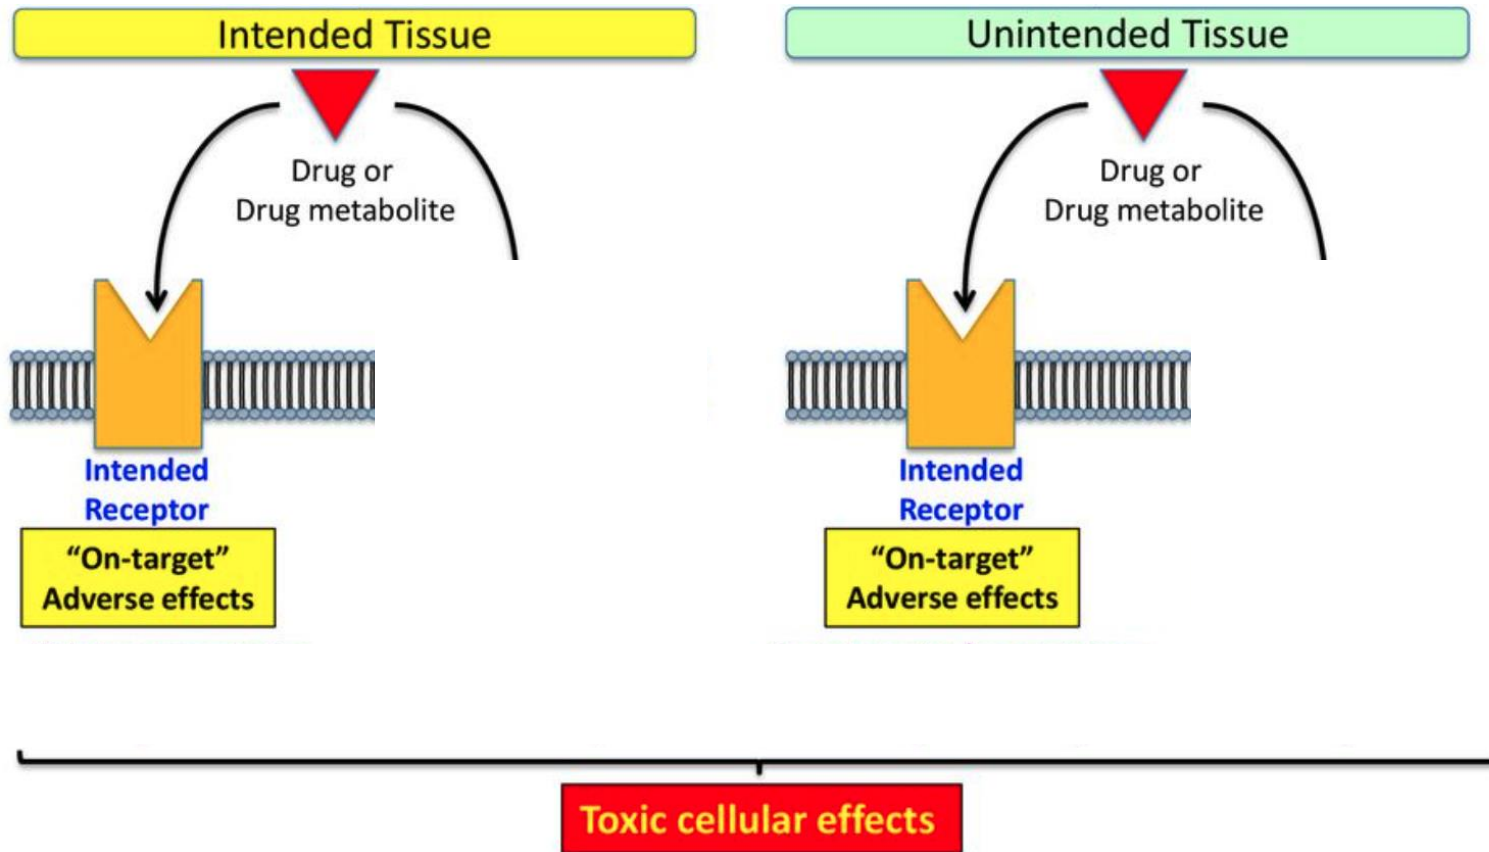 Intended Tissue
Unintended Tissue
Drug or
Drug metabolite
Drug or
Drug metabolite
Intended
Receptor
Intended
Receptor
“On-target”
Adverse effects
“On-target”
Adverse effects
Toxic cellular effects